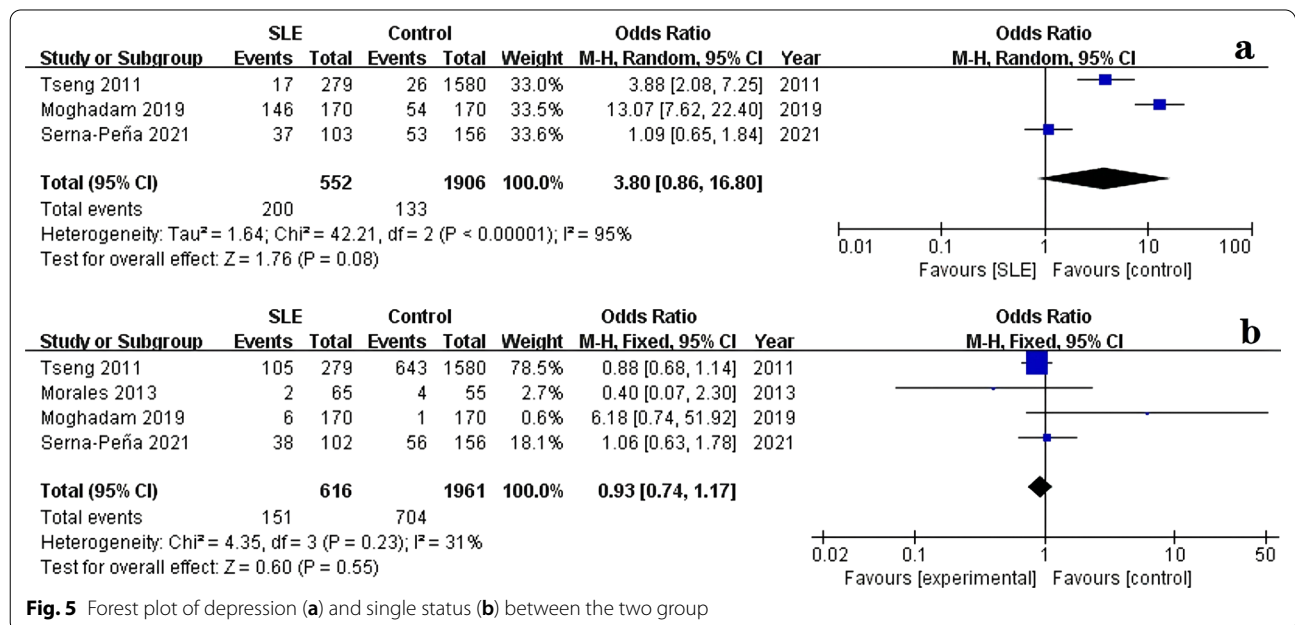 SLE Control Odds Ratio Odds Ratio a
Study or Subgroup Events Total Events Total Weight M-H, Random, 95% CI Year M-H, Random, 95% CI
Tseng 2011 17 279 26 1580 33.0% 3.88 [2.08, 7.25] 2011
Moghadam 2019 146 170 54 170 33.5% 13.07 [7.62, 22.40] 2019
Serna-Peña 2021 37 103 53 156 33.6% 1.09 [0.65, 1.84] 2021
Total (95% CI) 552 1906 100.0% 3.80 [0.86, 16.80]
Total events 200 133
Heterogeneity: Tau² = 1.64; Chi² = 42.21, df = 2 (P < 0.00001); I² = 95%
Test for overall effect: Z = 1.76 (P = 0.08)
0.01 0.1 1 10 100
Favours [SLE] Favours [control]
SLE Control Odds Ratio Odds Ratio b
Study or Subgroup Events Total Events Total Weight M-H, Fixed, 95% CI Year M-H, Fixed, 95% CI
Tseng 2011 105 279 643 1580 78.5% 0.88 [0.68, 1.14] 2011
Morales 2013 2 65 4 55 2.7% 0.40 [0.07, 2.30] 2013
Moghadam 2019 6 170 1 170 0.6% 6.18 [0.74, 51.92] 2019
Serna-Peña 2021 38 102 56 156 18.1% 1.06 [0.63, 1.78] 2021
Total (95% CI) 616 1961 100.0% 0.93 [0.74, 1.17]
Total events 151 704
Heterogeneity: Chi² = 4.35, df = 3 (P = 0.23); I² = 31%
Test for overall effect: Z = 0.60 (P = 0.55)
0.02 0.1 1 10 50
Favours [experimental] Favours [control]
Fig. 5 Forest plot of depression (a) and single status (b) between the two group